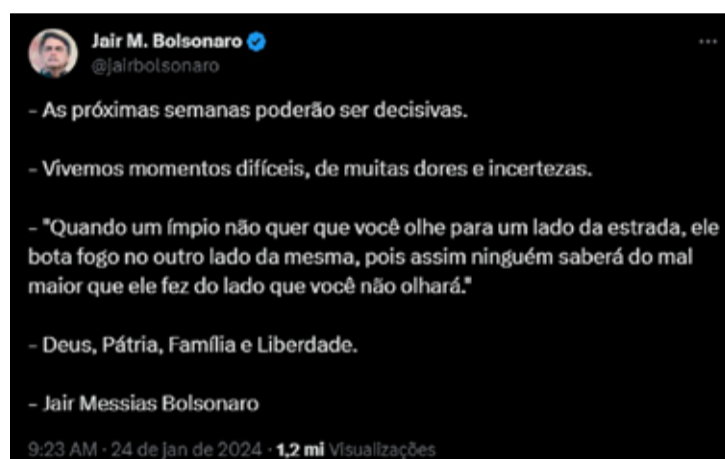 Jair M. Bolsonaro
@jairbolsonaro
- As próximas semanas poderão ser decisivas.
- Vivemos momentos difíceis, de muitas dores e incertezas.
- "Quando um ímpio não quer que você olhe para um lado da estrada, ele
bota fogo no outro lado da mesma, pois assim ninguém saberá do mal
maior que ele fez do lado que você não olhará."
- Deus, Pátria, Família e Liberdade.
- Jair Messias Bolsonaro
9:23 AM · 24 de jan de 2024 · 1,2 mi Visualizações